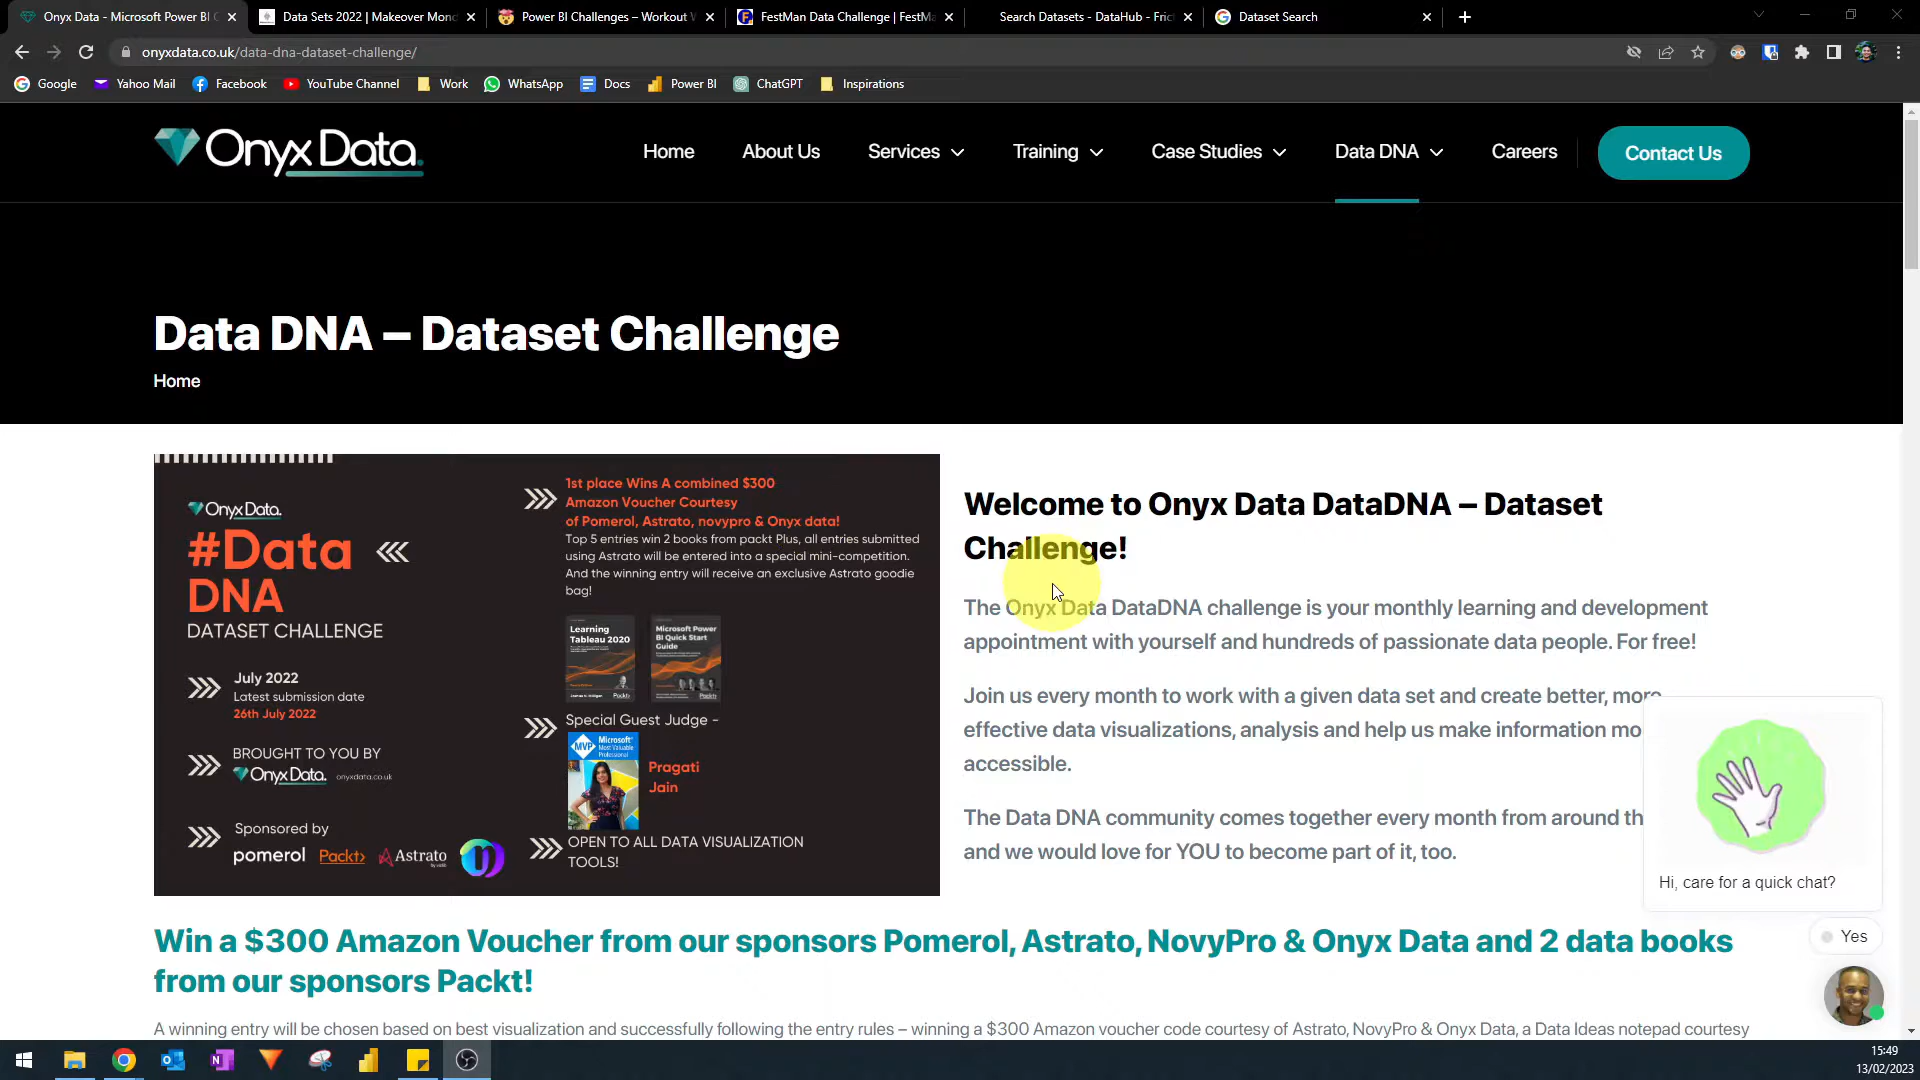 Onyx Data - Microsoft Power BI C
Data Sets 2022 | Makeover Mond
Power BI Challenges – Workout W
FestMan Data Challenge | FestMa
Search Datasets - DataHub - Fric
Dataset Search
onyxdata.co.uk/data-dna-dataset-challenge/
Google
Yahoo Mail
Facebook
YouTube Channel
Work
WhatsApp
Docs
Power BI
ChatGPT
Inspirations
Onyx Data.
Home
About Us
Services
Training
Case Studies
Data DNA
Careers
Contact Us
Data DNA – Dataset Challenge
Home
Onyx Data.
#Data
DNA
DATASET CHALLENGE
July 2022
Latest submission date
26th July 2022
BROUGHT TO YOU BY
Onyx Data. onyxdata.co.uk
Sponsored by
pomerol Packt> Astrato
1st place Wins A combined $300
Amazon Voucher Courtesy
of Pomerol, Astrato, novypro & Onyx data!
Top 5 entries win 2 books from packt Plus, all entries submitted
using Astrato will be entered into a special mini-competition.
And the winning entry will receive an exclusive Astrato goodie
bag!
Learning
Tableau 2020
Packt>
Microsoft Power
BI Quick Start
Guide
Packt>
Special Guest Judge -
MVP Microsoft
Most Valuable
Professional
Pragati
Jain
OPEN TO ALL DATA VISUALIZATION
TOOLS!
Welcome to Onyx Data DataDNA – Dataset
Challenge!
The Onyx Data DataDNA challenge is your monthly learning and development
appointment with yourself and hundreds of passionate data people. For free!
Join us every month to work with a given data set and create better, more
effective data visualizations, analysis and help us make information mo
accessible.
The Data DNA community comes together every month from around th
and we would love for YOU to become part of it, too.
Hi, care for a quick chat?
Yes
Win a $300 Amazon Voucher from our sponsors Pomerol, Astrato, NovyPro & Onyx Data and 2 data books
from our sponsors Packt!
A winning entry will be chosen based on best visualization and successfully following the entry rules – winning a $300 Amazon voucher code courtesy of Astrato, NovyPro & Onyx Data, a Data Ideas notepad courtesy
15:49
13/02/2023